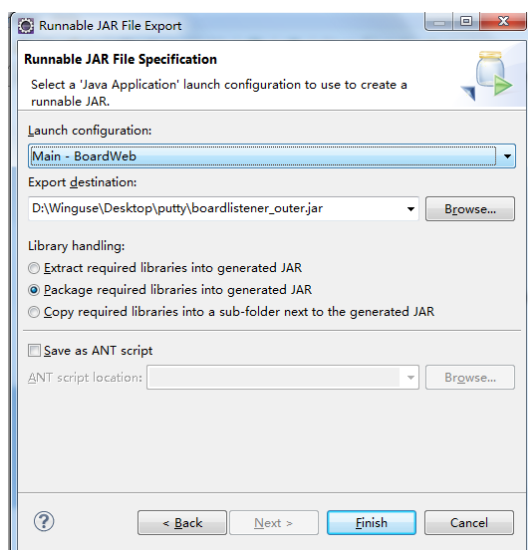 Runnable JAR File Export
Runnable JAR File Specification
Select a 'Java Application' launch configuration to use to create a
runnable JAR.
Launch configuration:
Main - BoardWeb
Export destination:
D:\Winguse\Desktop\putty\boardlistener_outer.jar
Browse...
Library handling:
Extract required libraries into generated JAR
Package required libraries into generated JAR
Copy required libraries into a sub-folder next to the generated JAR
Save as ANT script
ANT script location:
Browse...
?
< Back
Next >
Finish
Cancel